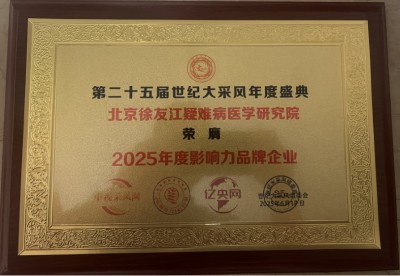 第二十五届世纪大采风年度盛典
北京徐友江疑难病医学研究院
荣膺
2025年度影响力品牌企业
亿央网